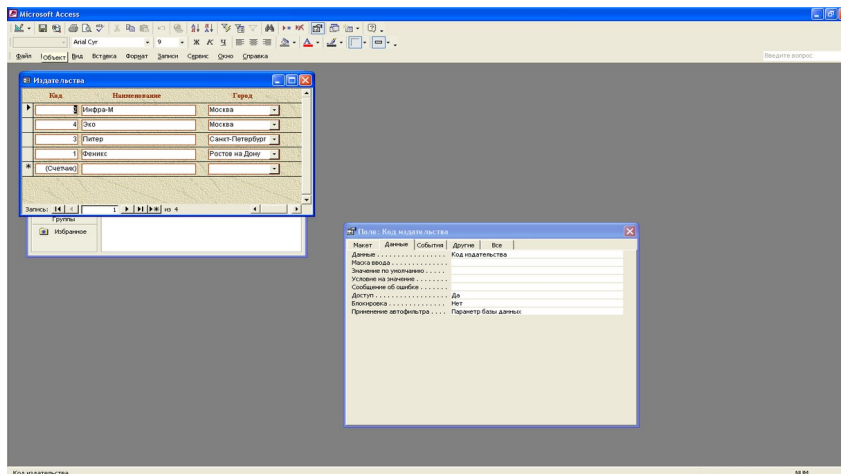 Microsoft Access
Arial Cyr 9 Ж К Ч
Файл !Объект Вид Вставка Формат Записи Сервис Окно Справка Введите вопрос
Издательства
Код Наименование Город
Инфра-М Москва
4 Эко Москва
3 Питер Санкт-Петербург
1 Феникс Ростов на Дону
(Счетчик)
Запись: 1 из 4
Группы
Избранное
Поле: Код издательства
Макет Данные События Другие Все
Данные . . . . . . . . . . . . . . . . . . Код издательства
Маска ввода . . . . . . . . . . . . . .
Значение по умолчанию . . . . .
Условие на значение . . . . . . . .
Сообщение об ошибке . . . . . . .
Доступ . . . . . . . . . . . . . . . . . . Да
Блокировка . . . . . . . . . . . . . . . Нет
Применение автофильтра . . . . Параметр базы данных
Код издательства NUM